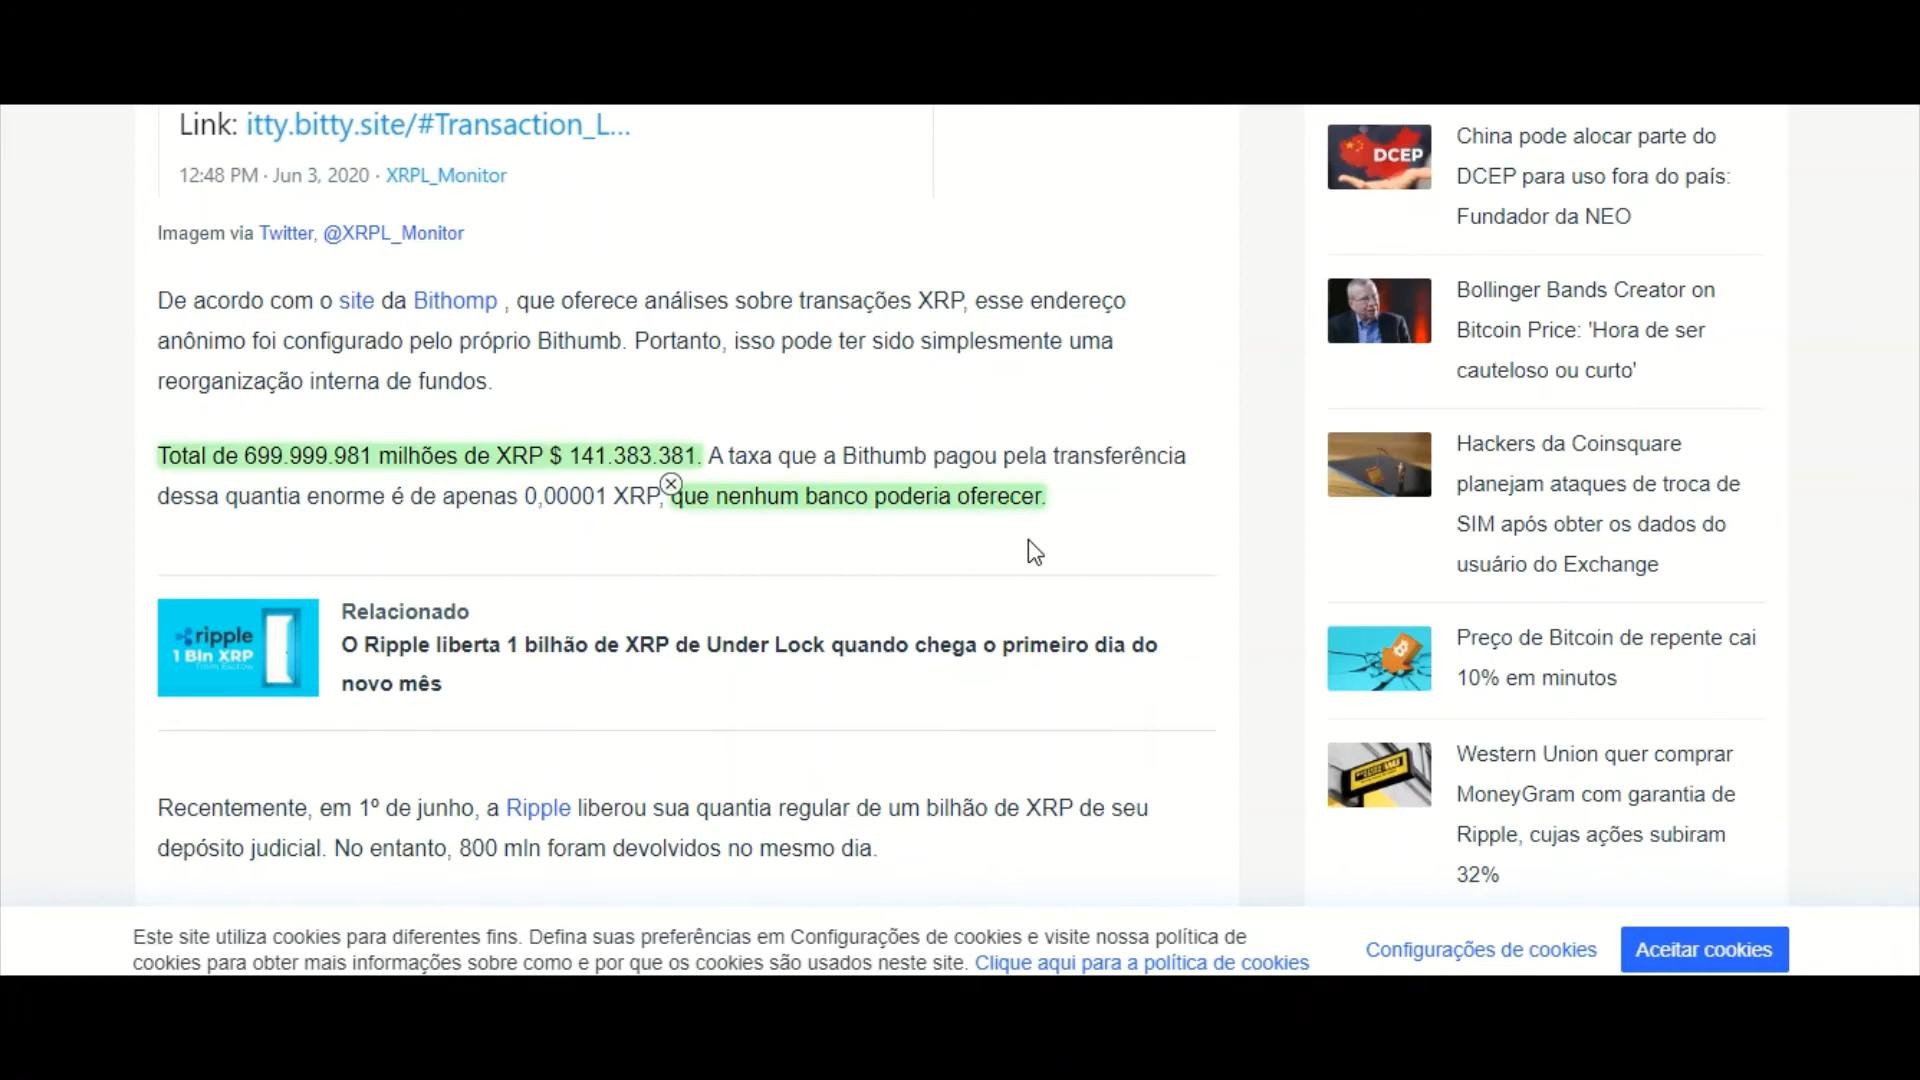 Link: itty.bitty.site/#Transaction_L...
12:48 PM · Jun 3, 2020 · XRPL_Monitor
Imagem via Twitter, @XRPL_Monitor
De acordo com o site da Bithomp , que oferece análises sobre transações XRP, esse endereço
anônimo foi configurado pelo próprio Bithumb. Portanto, isso pode ter sido simplesmente uma
reorganização interna de fundos.
Total de 699.999.981 milhões de XRP $ 141.383.381. A taxa que a Bithumb pagou pela transferência
dessa quantia enorme é de apenas 0,00001 XRP, que nenhum banco poderia oferecer.
ripple
1 Bln XRP
Relacionado
O Ripple liberta 1 bilhão de XRP de Under Lock quando chega o primeiro dia do
novo mês
Recentemente, em 1º de junho, a Ripple liberou sua quantia regular de um bilhão de XRP de seu
depósito judicial. No entanto, 800 mln foram devolvidos no mesmo dia.
DCEP
China pode alocar parte do
DCEP para uso fora do país:
Fundador da NEO
Bollinger Bands Creator on
Bitcoin Price: 'Hora de ser
cauteloso ou curto'
Hackers da Coinsquare
planejam ataques de troca de
SIM após obter os dados do
usuário do Exchange
Preço de Bitcoin de repente cai
10% em minutos
Western Union quer comprar
MoneyGram com garantia de
Ripple, cujas ações subiram
32%
Este site utiliza cookies para diferentes fins. Defina suas preferências em Configurações de cookies e visite nossa política de
cookies para obter mais informações sobre como e por que os cookies são usados neste site. Clique aqui para a política de cookies
Configurações de cookies
Aceitar cookies